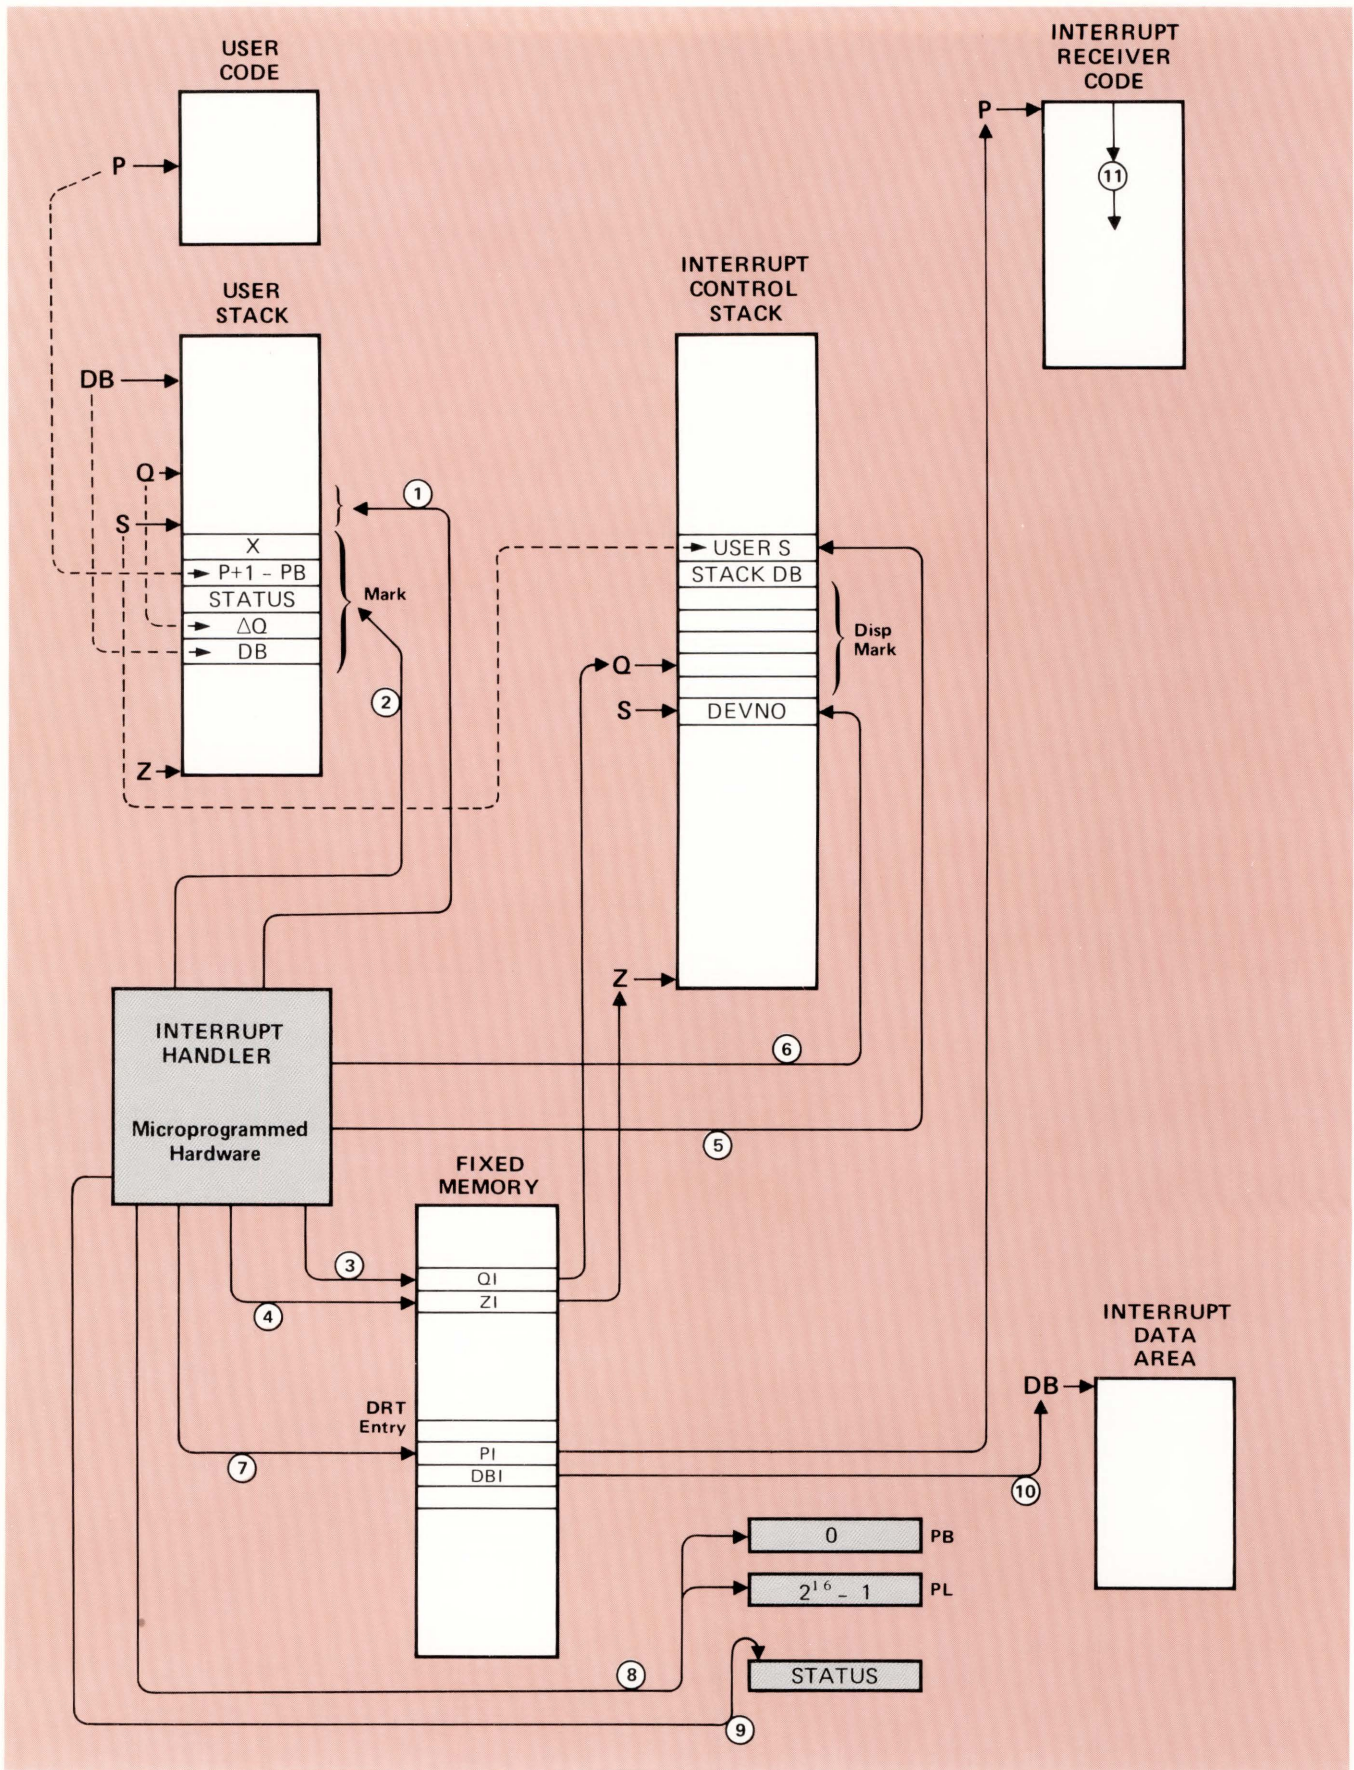 USER
CODE
P
USER
STACK
DB
Q
S
X
P+1 - PB
STATUS
ΔQ
DB
Mark
1
2
Z
INTERRUPT
CONTROL
STACK
USER S
STACK DB
Disp
Mark
Q
S
DEVNO
Z
INTERRUPT
RECEIVER
CODE
P
11
INTERRUPT
HANDLER
Microprogrammed
Hardware
6
5
FIXED
MEMORY
3
QI
4
ZI
DRT
Entry
7
PI
DBI
10
INTERRUPT
DATA
AREA
DB
0 PB
2¹⁶ - 1 PL
8
STATUS
9